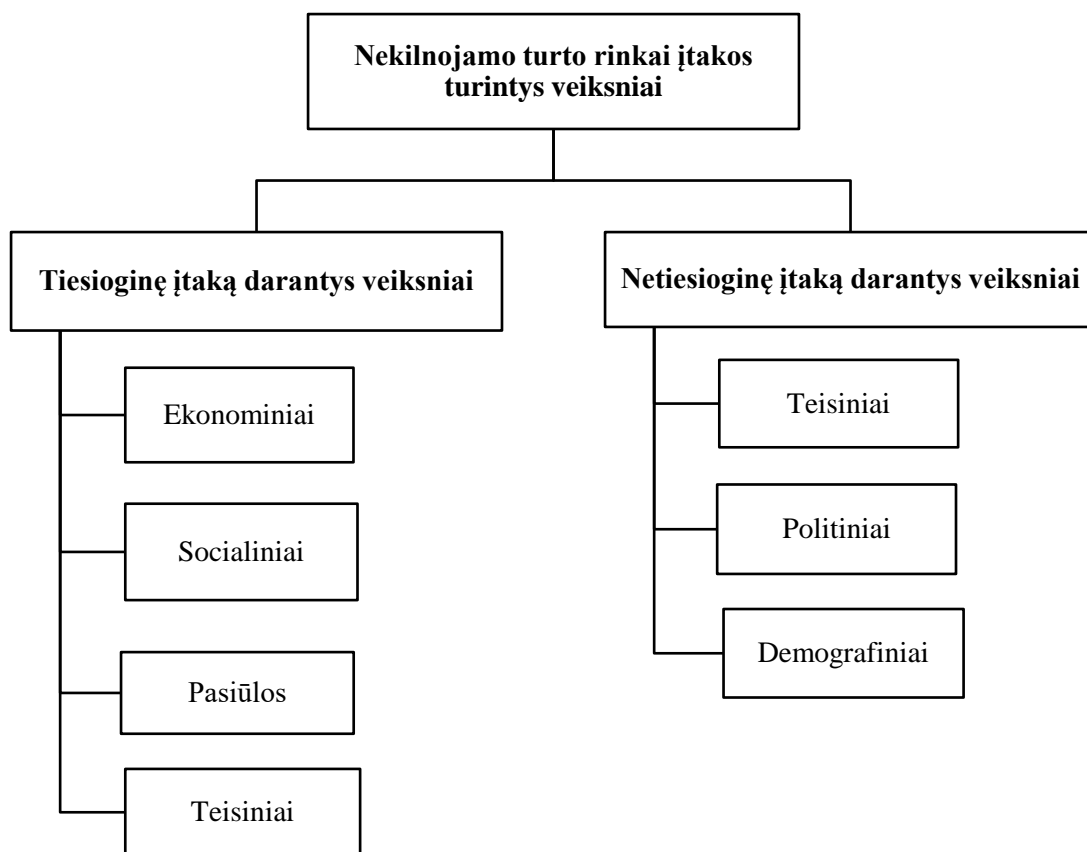 Nekilnojamo turto rinkai įtakos
turintys veiksniai
Tiesioginę įtaką darantys veiksniai
Netiesioginę įtaką darantys veiksniai
Ekonominiai
Socialiniai
Pasiūlos
Teisiniai
Teisiniai
Politiniai
Demografiniai